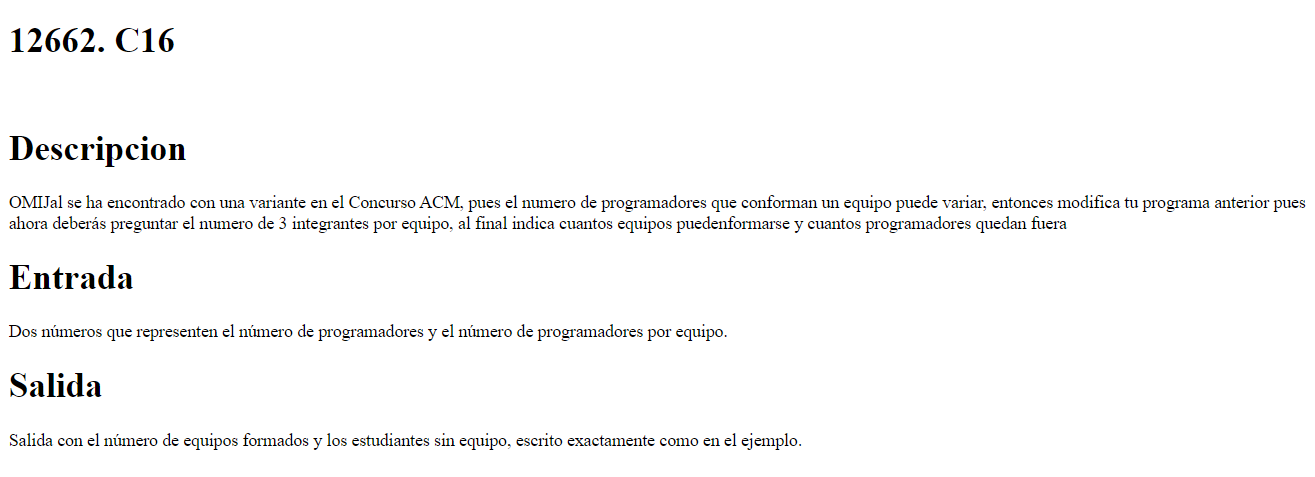 12662. C16
Descripcion
OMIJal se ha encontrado con una variante en el Concurso ACM, pues el numero de programadores que conforman un equipo puede variar, entonces modifica tu programa anterior pues
ahora deberás preguntar el numero de 3 integrantes por equipo, al final indica cuantos equipos puedenformarse y cuantos programadores quedan fuera
Entrada
Dos números que representen el número de programadores y el número de programadores por equipo.
Salida
Salida con el número de equipos formados y los estudiantes sin equipo, escrito exactamente como en el ejemplo.